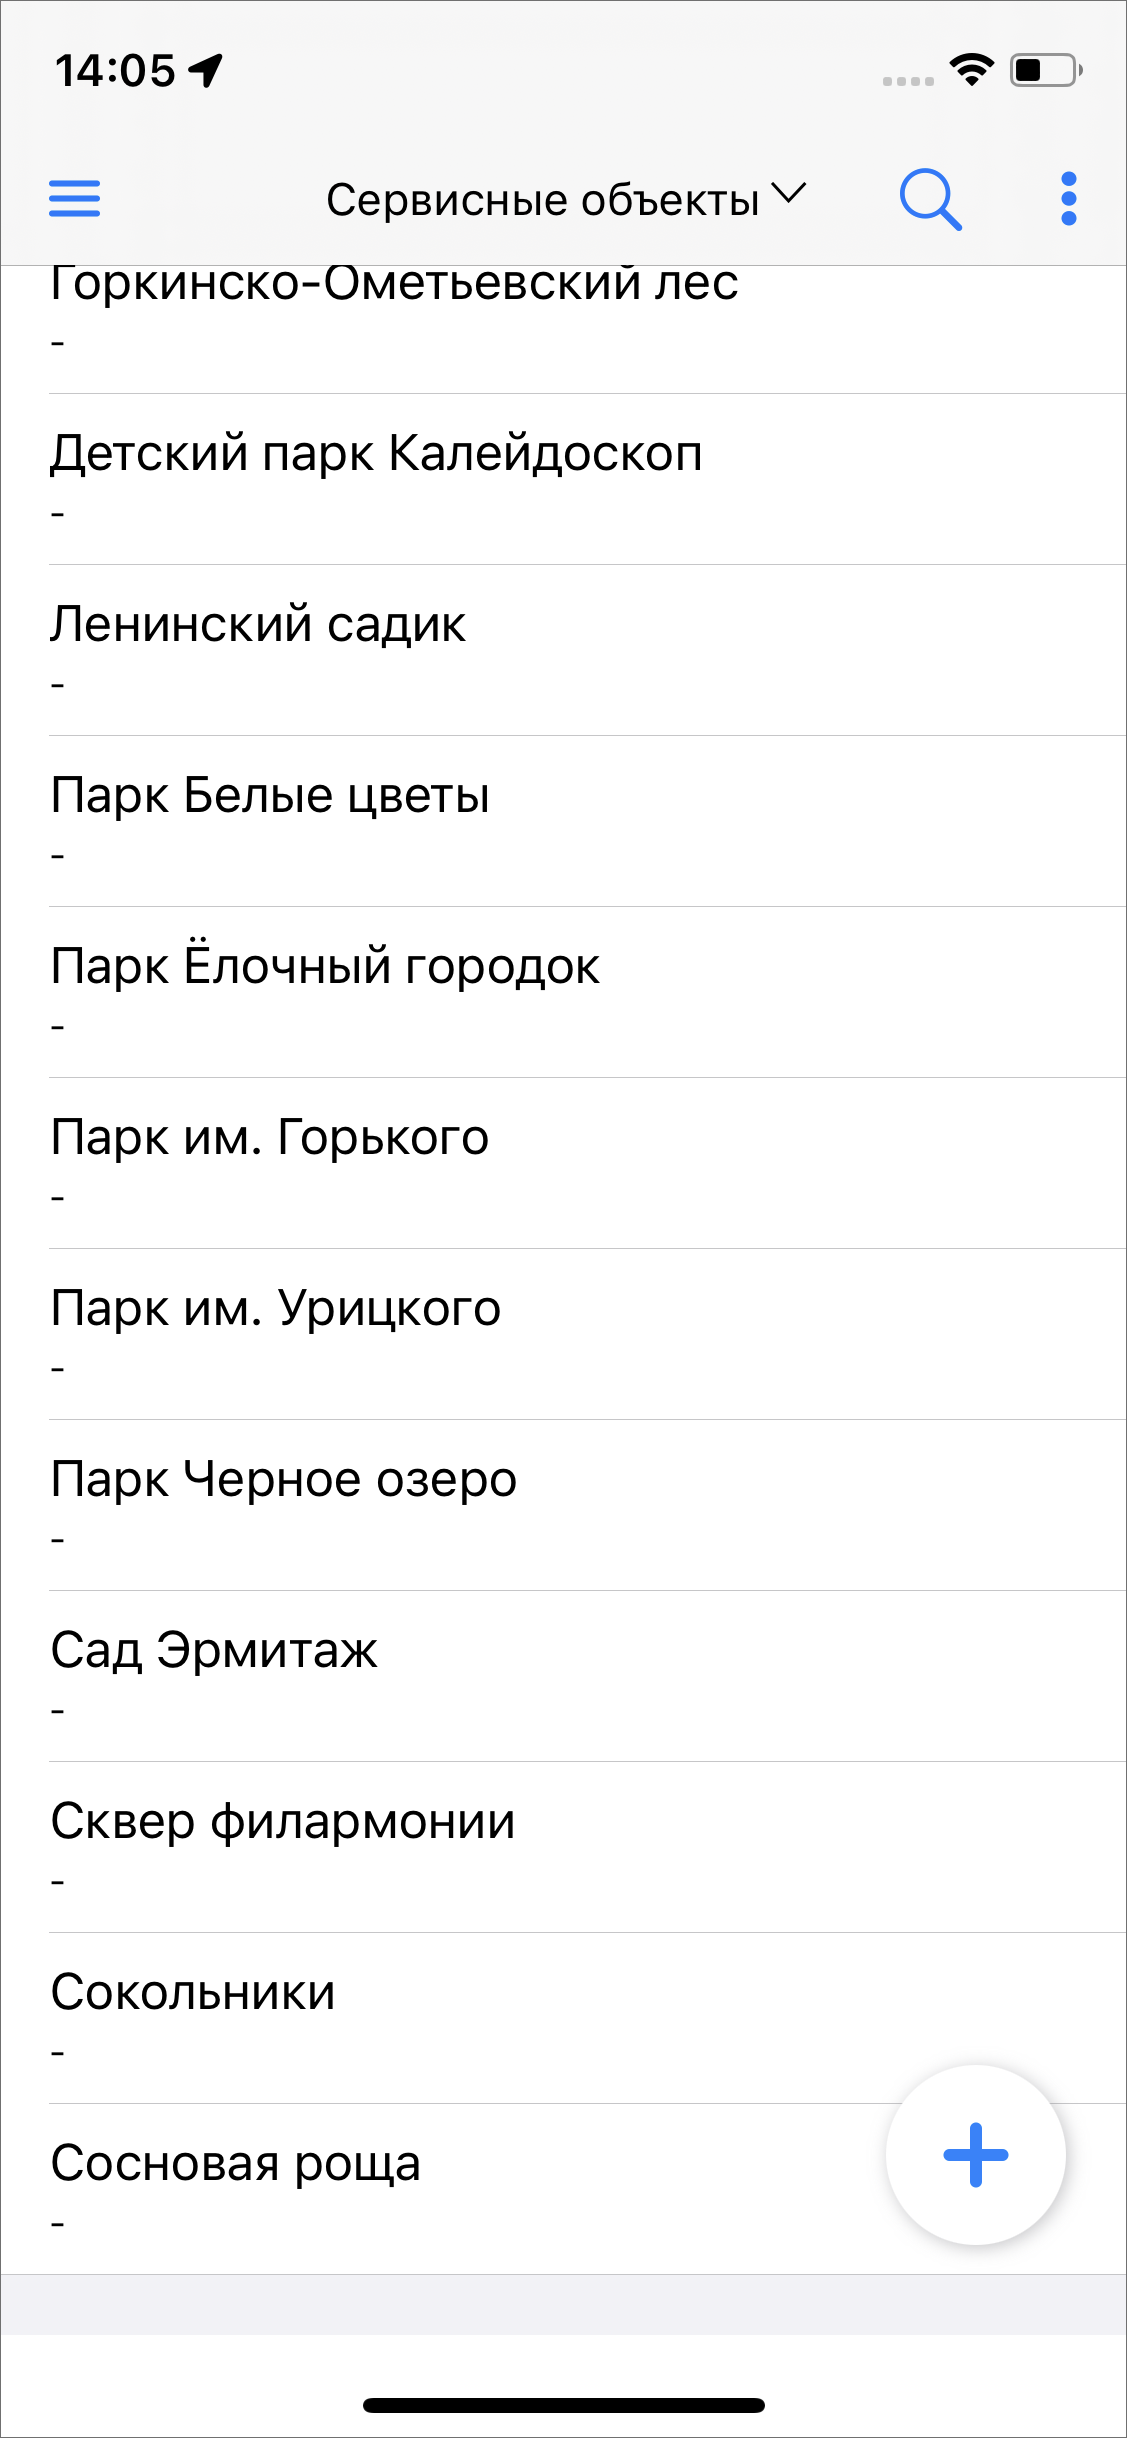 14:05
Сервисные объекты
Горкинско-Ометьевский лес
-
Детский парк Калейдоскоп
-
Ленинский садик
-
Парк Белые цветы
-
Парк Ёлочный городок
-
Парк им. Горького
-
Парк им. Урицкого
-
Парк Черное озеро
-
Сад Эрмитаж
-
Сквер филармонии
-
Сокольники
-
Сосновая роща
-